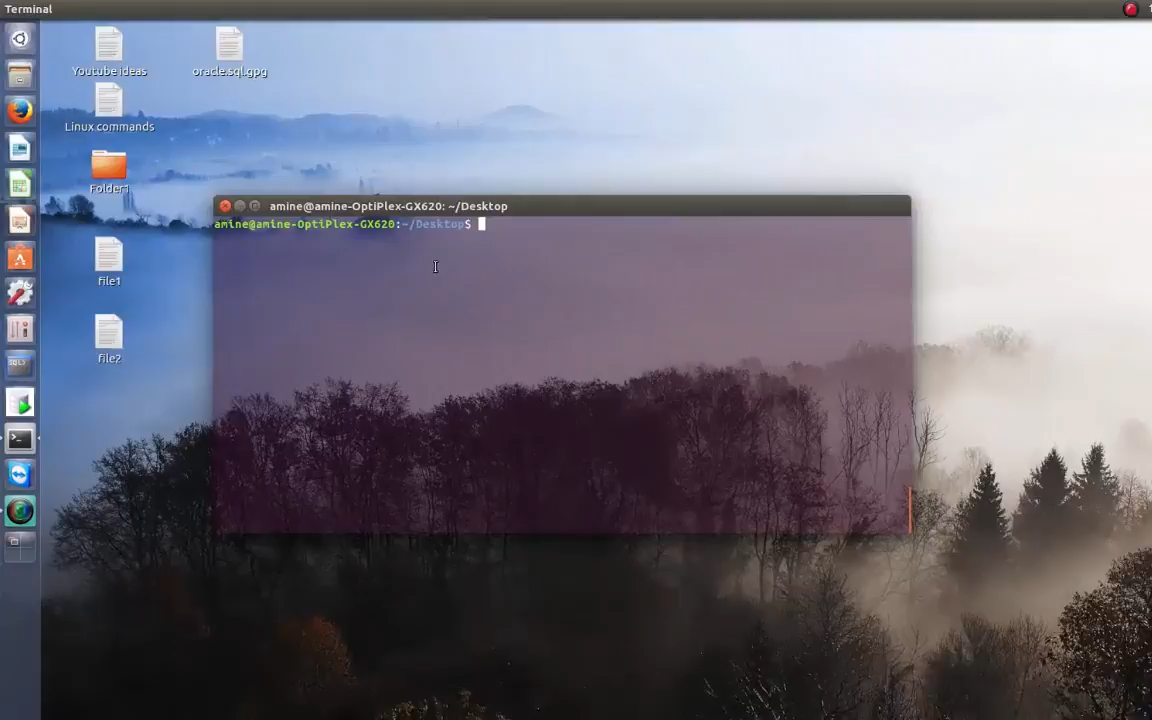 Terminal
Youtube ideas
oracle.sql.gpg
Linux commands
Folder1
amine@amine-OptiPlex-GX620: ~/Desktop
amine@amine-OptiPlex-GX620:~/Desktop$
file1
file2